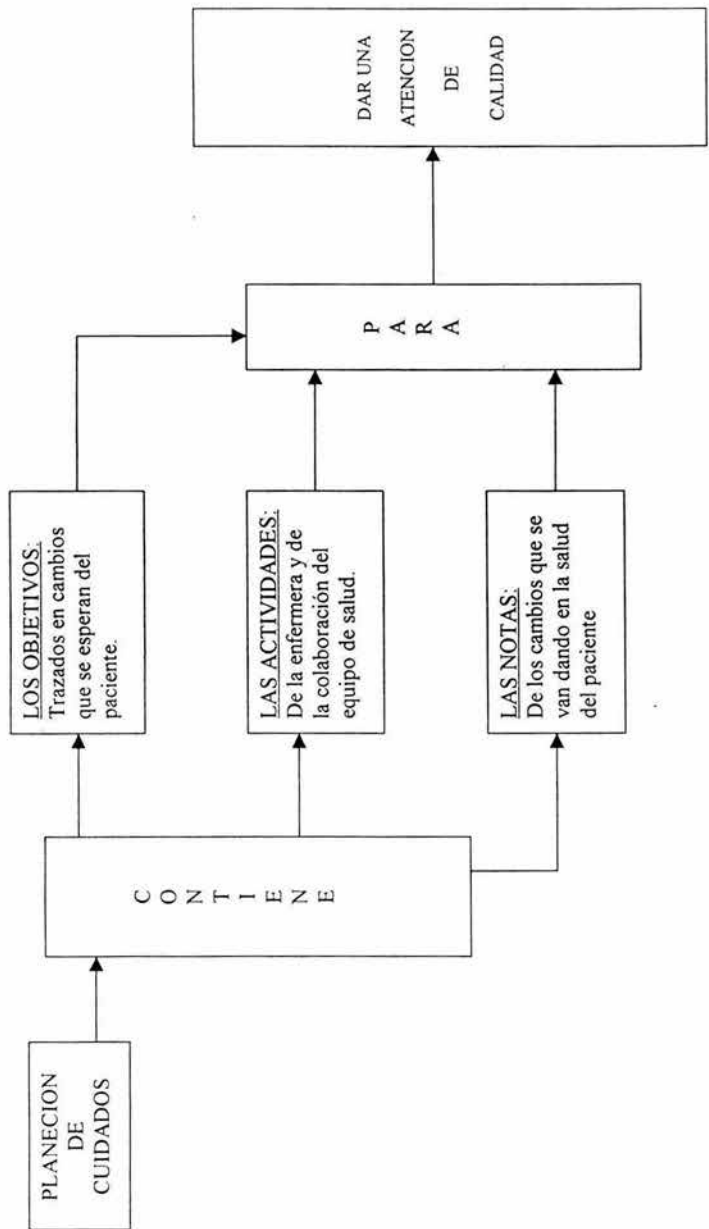 PLANECION
DE
CUIDADOS
C
O
N
T
I
E
N
E
LOS OBJETIVOS:
Trazados en cambios
que se esperan del
paciente.
LAS ACTIVIDADES:
De la enfermera y de
la colaboración del
equipo de salud.
LAS NOTAS:
De los cambios que se
van dando en la salud
del paciente
P
A
R
A
DAR UNA
ATENCION
DE
CALIDAD